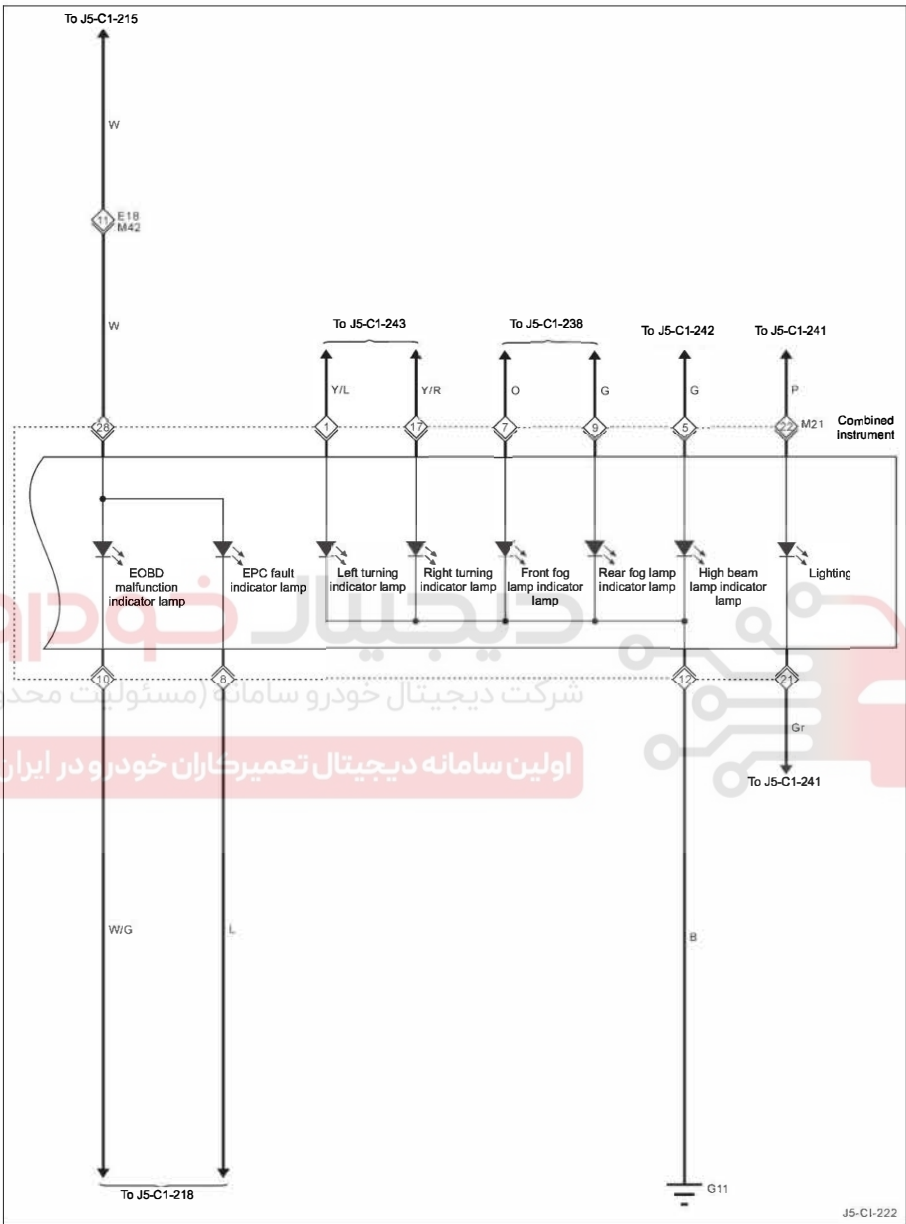 To J5-C1-215
W
11
E18
M42
W
To J5-C1-243
To J5-C1-238
To J5-C1-242
To J5-C1-241
Y/L
Y/R
O
G
G
P
28
1
17
7
9
5
22
M21
Combined
instrument
EOBD
malfunction
indicator lamp
EPC fault
indicator lamp
Left turning
indicator lamp
Right turning
indicator lamp
Front fog
lamp indicator
lamp
Rear fog lamp
indicator lamp
High beam
lamp indicator
lamp
Lighting
دیجیتال خودرو
10
8
12
21
شرکت دیجیتال خودرو سامانه (مسئولیت
Gr
اولین سامانه دیجیتال تعمیرکاران خودرو در ایران
To J5-C1-241
W/G
L
B
To J5-C1-218
G11
J5-CI-222